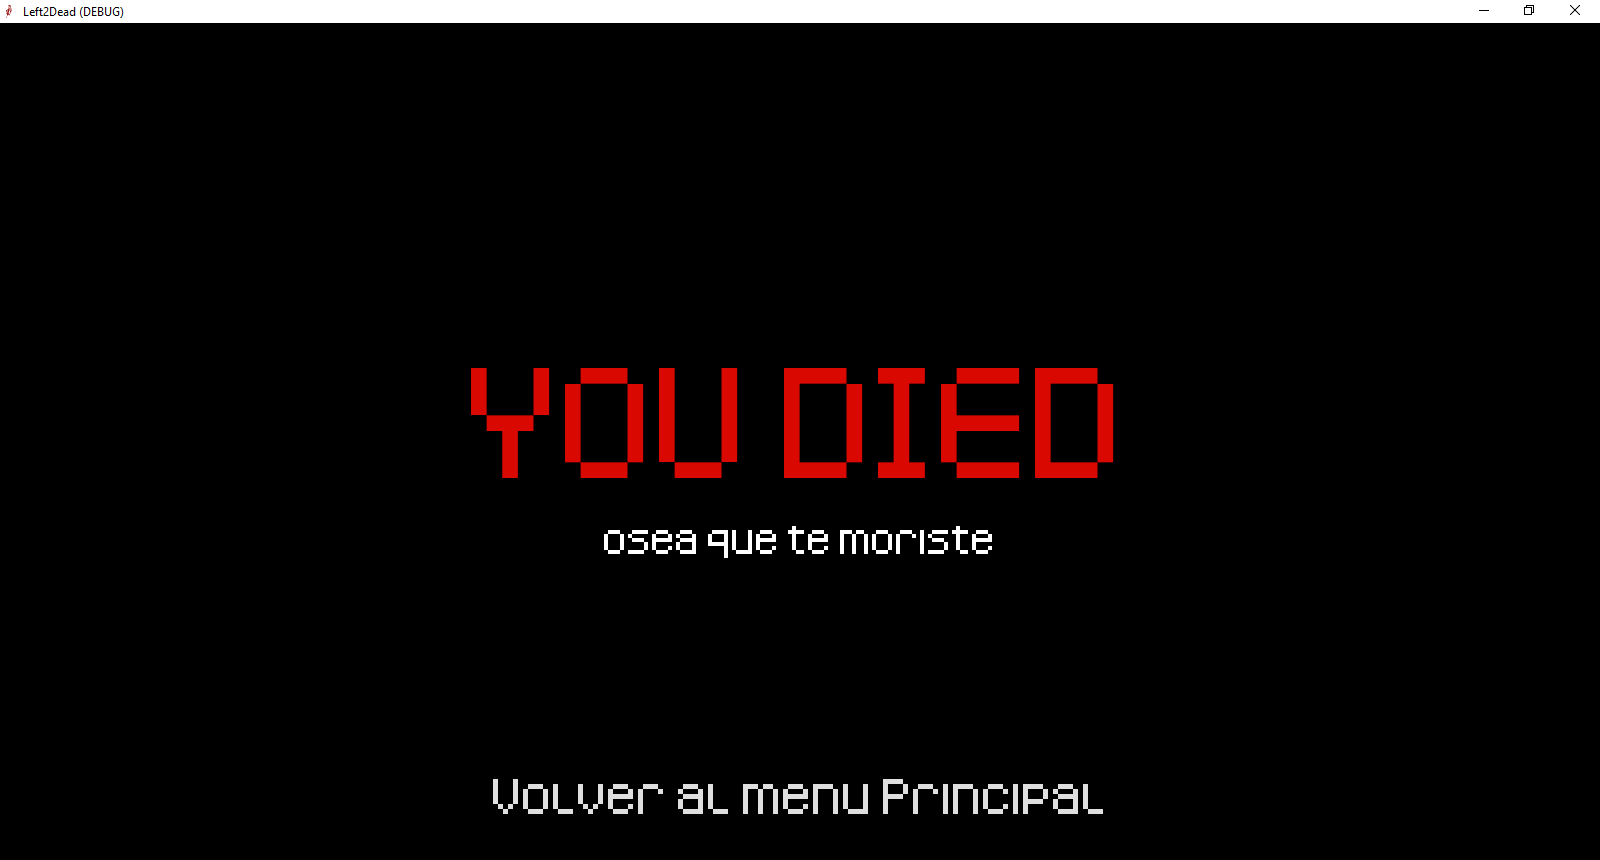 Left2Dead (DEBUG)
YOU DIED
osea que te moriste
Volver al menu Principal